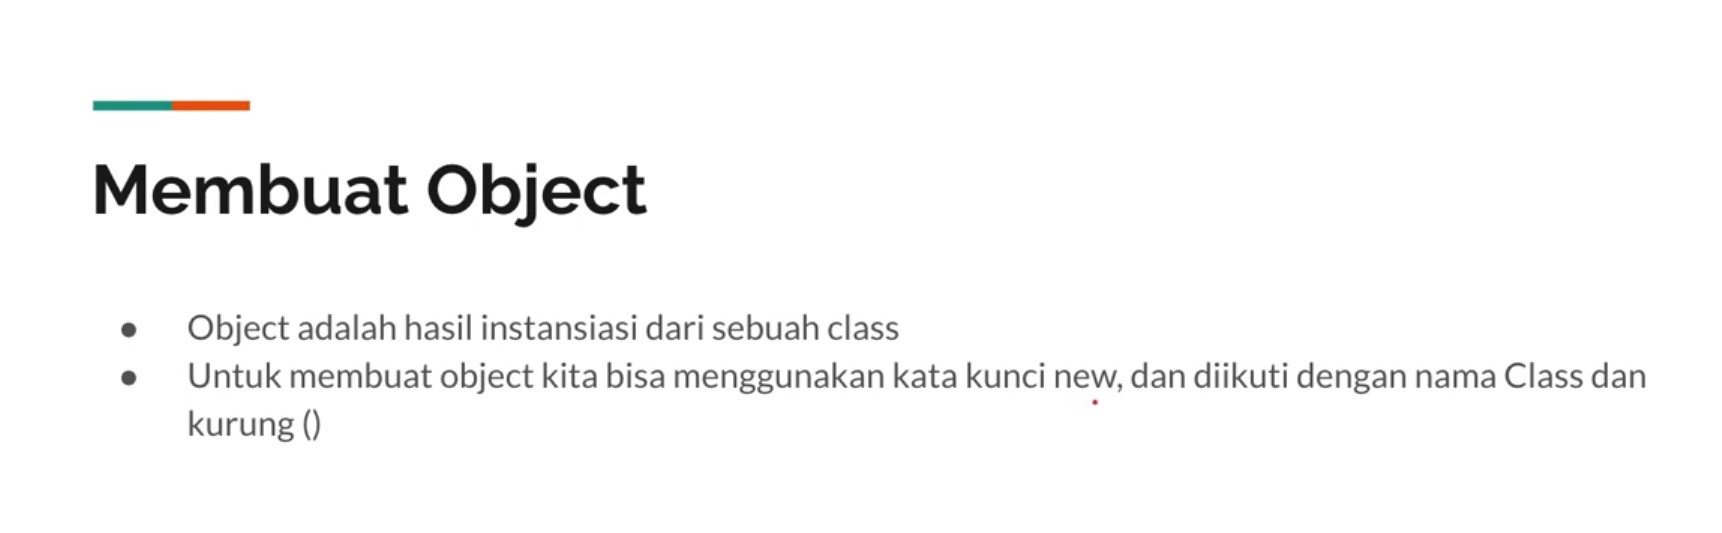 Membuat Object
● Object adalah hasil instansiasi dari sebuah class
● Untuk membuat object kita bisa menggunakan kata kunci new, dan diikuti dengan nama Class dan
kurung ()